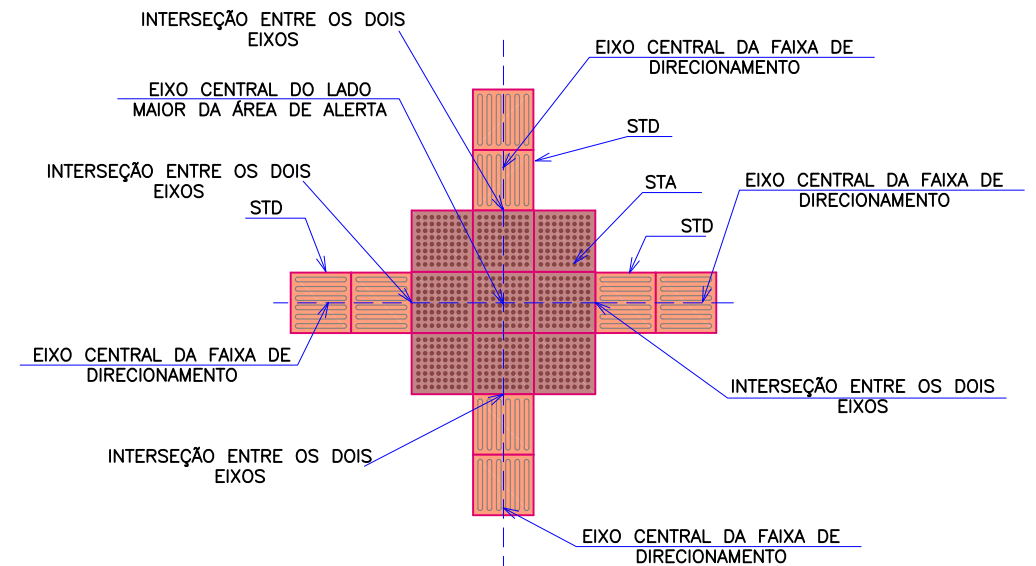 INTERSEÇÃO ENTRE OS DOIS
EIXOS
EIXO CENTRAL DA FAIXA DE
DIRECIONAMENTO
EIXO CENTRAL DO LADO
MAIOR DA ÁREA DE ALERTA
STD
INTERSEÇÃO ENTRE OS DOIS
EIXOS
STA
EIXO CENTRAL DA FAIXA DE
DIRECIONAMENTO
STD
STD
EIXO CENTRAL DA FAIXA DE
DIRECIONAMENTO
INTERSEÇÃO ENTRE OS DOIS
EIXOS
INTERSEÇÃO ENTRE OS DOIS
EIXOS
EIXO CENTRAL DA FAIXA DE
DIRECIONAMENTO